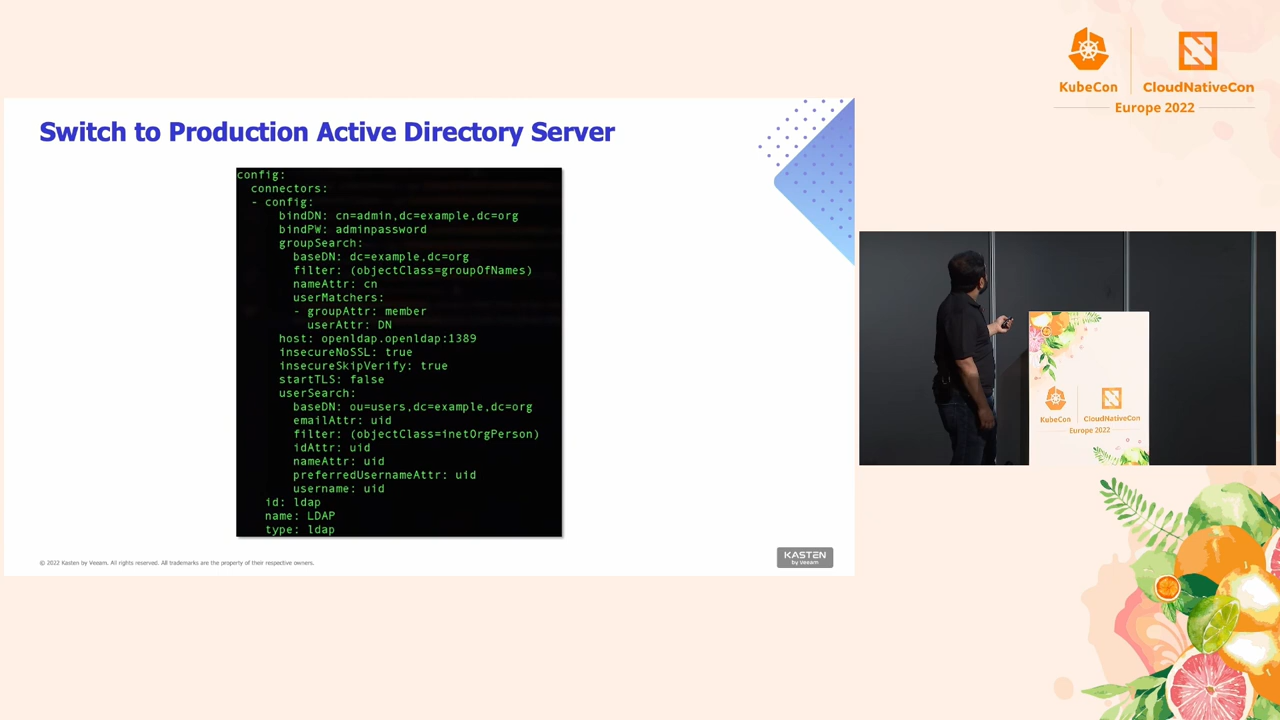 KubeCon
CloudNativeCon
Europe 2022
Switch to Production Active Directory Server
config:
connectors:
- config:
bindDN: cn=admin,dc=example,dc=org
bindPW: adminpassword
groupSearch:
baseDN: dc=example,dc=org
filter: (objectClass=groupOfNames)
nameAttr: cn
userMatchers:
- groupAttr: member
userAttr: DN
host: openldap.openldap:1389
insecureNoSSL: true
insecureSkipVerify: true
startTLS: false
userSearch:
baseDN: ou=users,dc=example,dc=org
emailAttr: uid
filter: (objectClass=inetOrgPerson)
idAttr: uid
nameAttr: uid
preferredUsernameAttr: uid
username: uid
id: ldap
name: LDAP
type: ldap
© 2022 Kasten by Veeam. All rights reserved. All trademarks are the property of their respective owners.
KASTEN
by Veeam
KubeCon
CloudNativeCon
Europe 2022